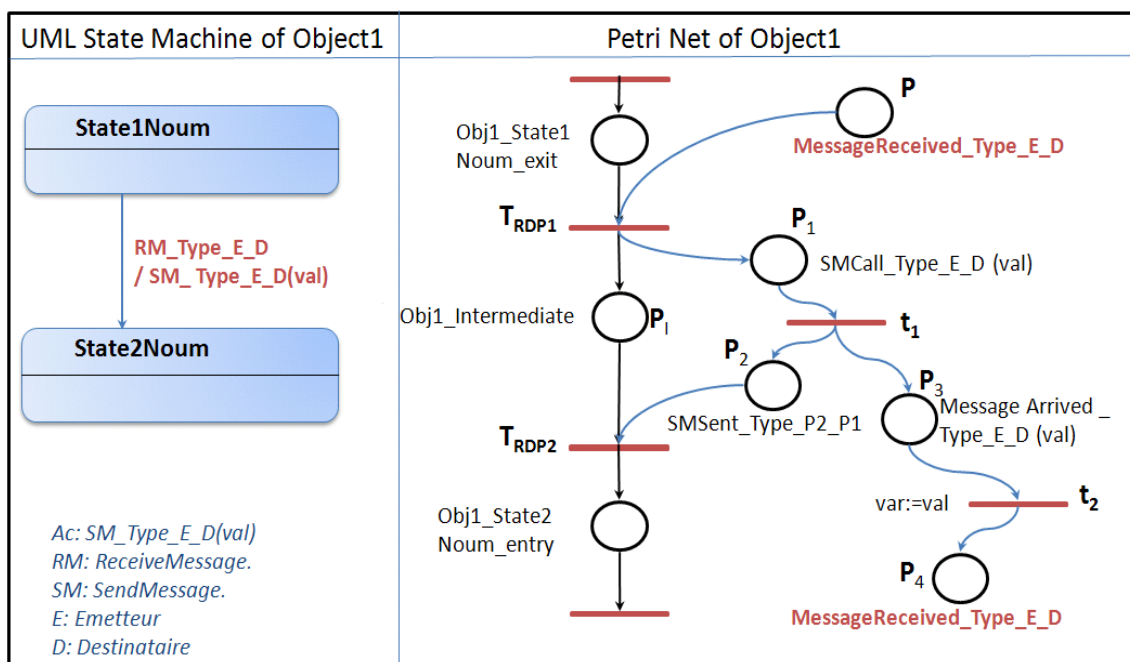 UML State Machine of Object1
State1Noum
RM_Type_E_D
/ SM_ Type_E_D(val)
State2Noum
Ac: SM_Type_E_D(val)
RM: ReceiveMessage.
SM: SendMessage.
E: Emetteur
D: Destinataire
Petri Net of Object1
Obj1_State1
Noum_exit
P
MessageReceived_Type_E_D
TRDP1
P1
SMCall_Type_E_D (val)
Obj1_Intermediate
PI
t1
P2
SMSent_Type_P2_P1
P3
Message Arrived _
Type_E_D (val)
TRDP2
var:=val
t2
Obj1_State2
Noum_entry
P4
MessageReceived_Type_E_D